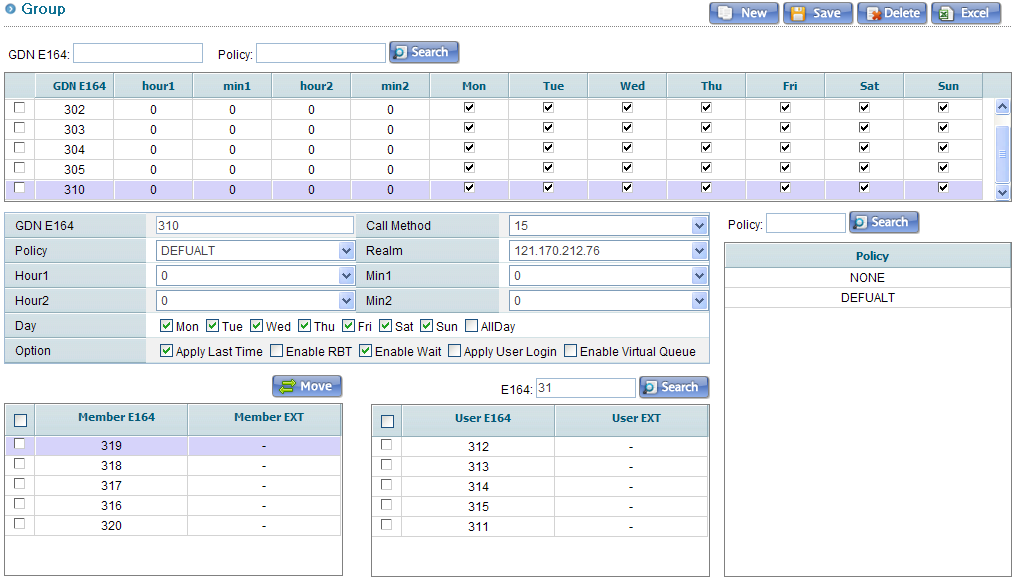 Group
New Save Delete Excel
GDN E164: Policy: Search
GDN E164 hour1 min1 hour2 min2 Mon Tue Wed Thu Fri Sat Sun
302 0 0 0 0
303 0 0 0 0
304 0 0 0 0
305 0 0 0 0
310 0 0 0 0
GDN E164 310 Call Method 15
Policy DEFUALT Realm 121.170.212.76
Hour1 0 Min1 0
Hour2 0 Min2 0
Day Mon Tue Wed Thu Fri Sat Sun AllDay
Option Apply Last Time Enable RBT Enable Wait Apply User Login Enable Virtual Queue
Policy: Search
Policy
NONE
DEFUALT
Move
Member E164 Member EXT
319 -
318 -
317 -
316 -
320 -
E164: 31 Search
User E164 User EXT
312 -
313 -
314 -
315 -
311 -